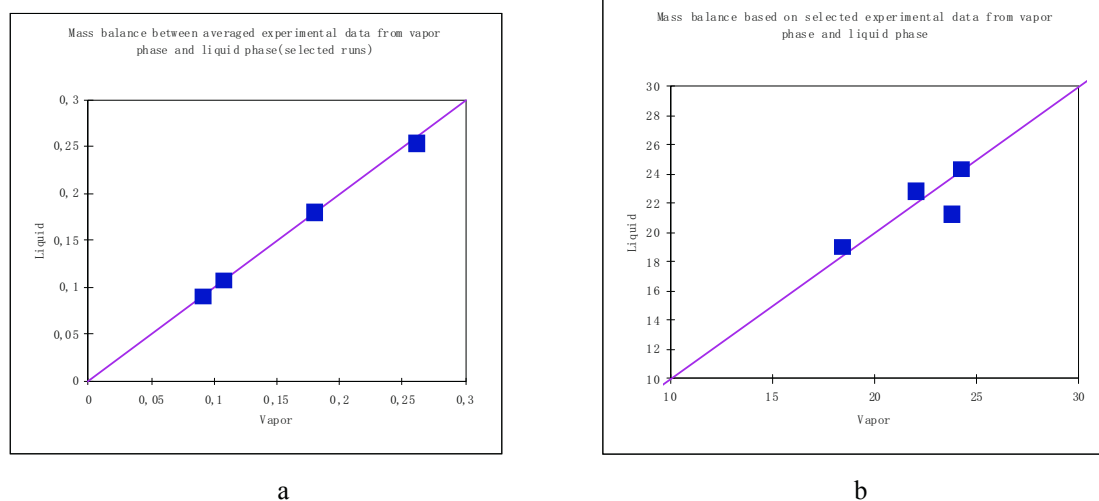 Mass balance between averaged experimental data from vapor
phase and liquid phase(selected runs)
0,3
0,25
0,2
0,15
0,1
0,05
0
Liquid
0 0,05 0,1 0,15 0,2 0,25 0,3
Vapor
a
Mass balance based on selected experimental data from vapor
phase and liquid phase
30
28
26
24
22
20
18
16
14
12
10
Liquid
10 15 20 25 30
Vapor
b